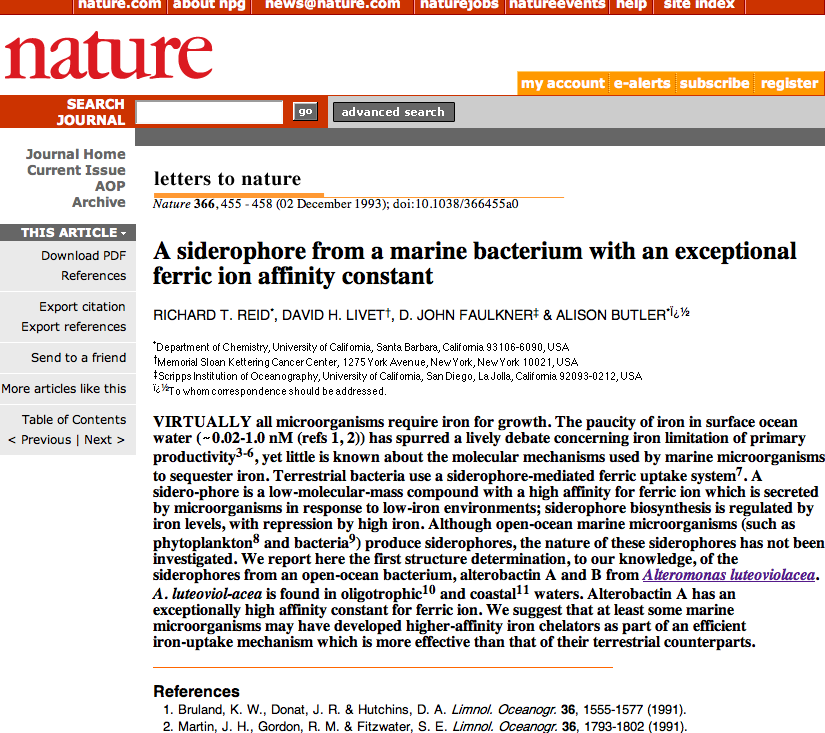 nature.com about npg news@nature.com naturejobs natureevents help site index
nature
my account e-alerts subscribe register
SEARCH
JOURNAL
go
advanced search
Journal Home
Current Issue
AOP
Archive
THIS ARTICLE
Download PDF
References
Export citation
Export references
Send to a friend
More articles like this
Table of Contents
< Previous | Next >
letters to nature
Nature 366, 455 - 458 (02 December 1993); doi:10.1038/366455a0
A siderophore from a marine bacterium with an exceptional
ferric ion affinity constant
RICHARD T. REID*, DAVID H. LIVET†, D. JOHN FAULKNER‡ & ALISON BUTLER*�
*Department of Chemistry, University of California, Santa Barbara, California 93106-6090, USA
†Memorial Sloan Kettering Cancer Center, 1275 York Avenue, New York, New York 10021, USA
‡Scripps Institution of Oceanography, University of California, San Diego, La Jolla, California 92093-0212, USA
�To whom correspondence should be addressed.
VIRTUALLY all microorganisms require iron for growth. The paucity of iron in surface ocean
water (~0.02-1.0 nM (refs 1, 2)) has spurred a lively debate concerning iron limitation of primary
productivity3-6, yet little is known about the molecular mechanisms used by marine microorganisms
to sequester iron. Terrestrial bacteria use a siderophore-mediated ferric uptake system7. A
sidero-phore is a low-molecular-mass compound with a high affinity for ferric ion which is secreted
by microorganisms in response to low-iron environments; siderophore biosynthesis is regulated by
iron levels, with repression by high iron. Although open-ocean marine microorganisms (such as
phytoplankton8 and bacteria9) produce siderophores, the nature of these siderophores has not been
investigated. We report here the first structure determination, to our knowledge, of the
siderophores from an open-ocean bacterium, alterobactin A and B from Alteromonas luteoviolacea.
A. luteoviol-acea is found in oligotrophic10 and coastal11 waters. Alterobactin A has an
exceptionally high affinity constant for ferric ion. We suggest that at least some marine
microorganisms may have developed higher-affinity iron chelators as part of an efficient
iron-uptake mechanism which is more effective than that of their terrestrial counterparts.
References
1. Bruland, K. W., Donat, J. R. & Hutchins, D. A. Limnol. Oceanogr. 36, 1555-1577 (1991).
2. Martin, J. H., Gordon, R. M. & Fitzwater, S. E. Limnol. Oceanogr. 36, 1793-1802 (1991).